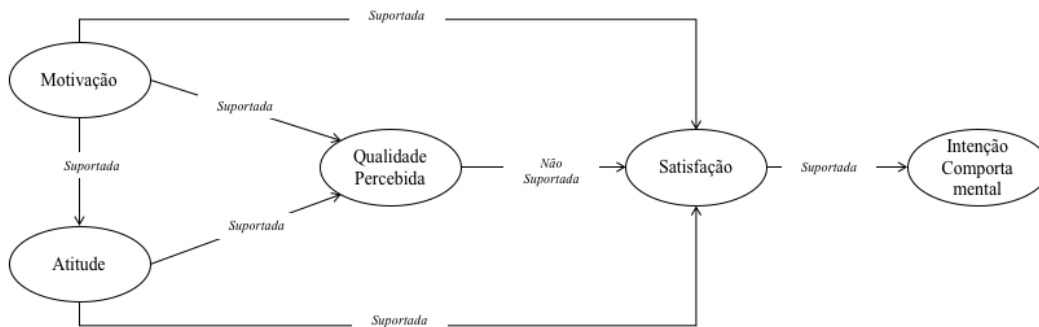 Suportada
Motivação
Suportada
Suportada
Qualidade
Percebida
Não
Suportada
Satisfação
Suportada
Intenção
Comporta
mental
Suportada
Atitude
Suportada